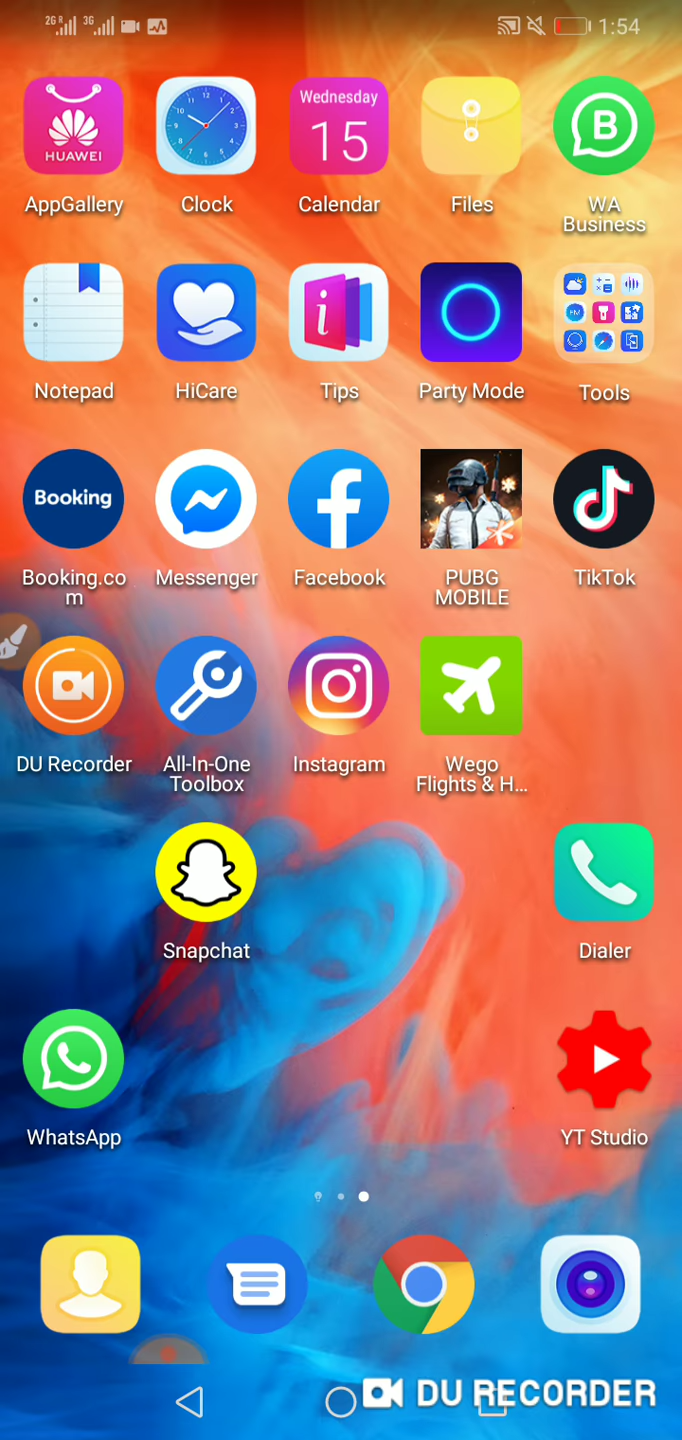 2G R 3G 1:54
HUAWEI
Wednesday
15
B
AppGallery Clock Calendar Files WA Business
i
FM
Notepad HiCare Tips Party Mode Tools
Booking
Booking.co
m
Messenger Facebook PUBG
MOBILE
TikTok
DU Recorder All-In-One
Toolbox
Instagram Wego
Flights & H...
Snapchat Dialer
WhatsApp YT Studio
DU RECORDER